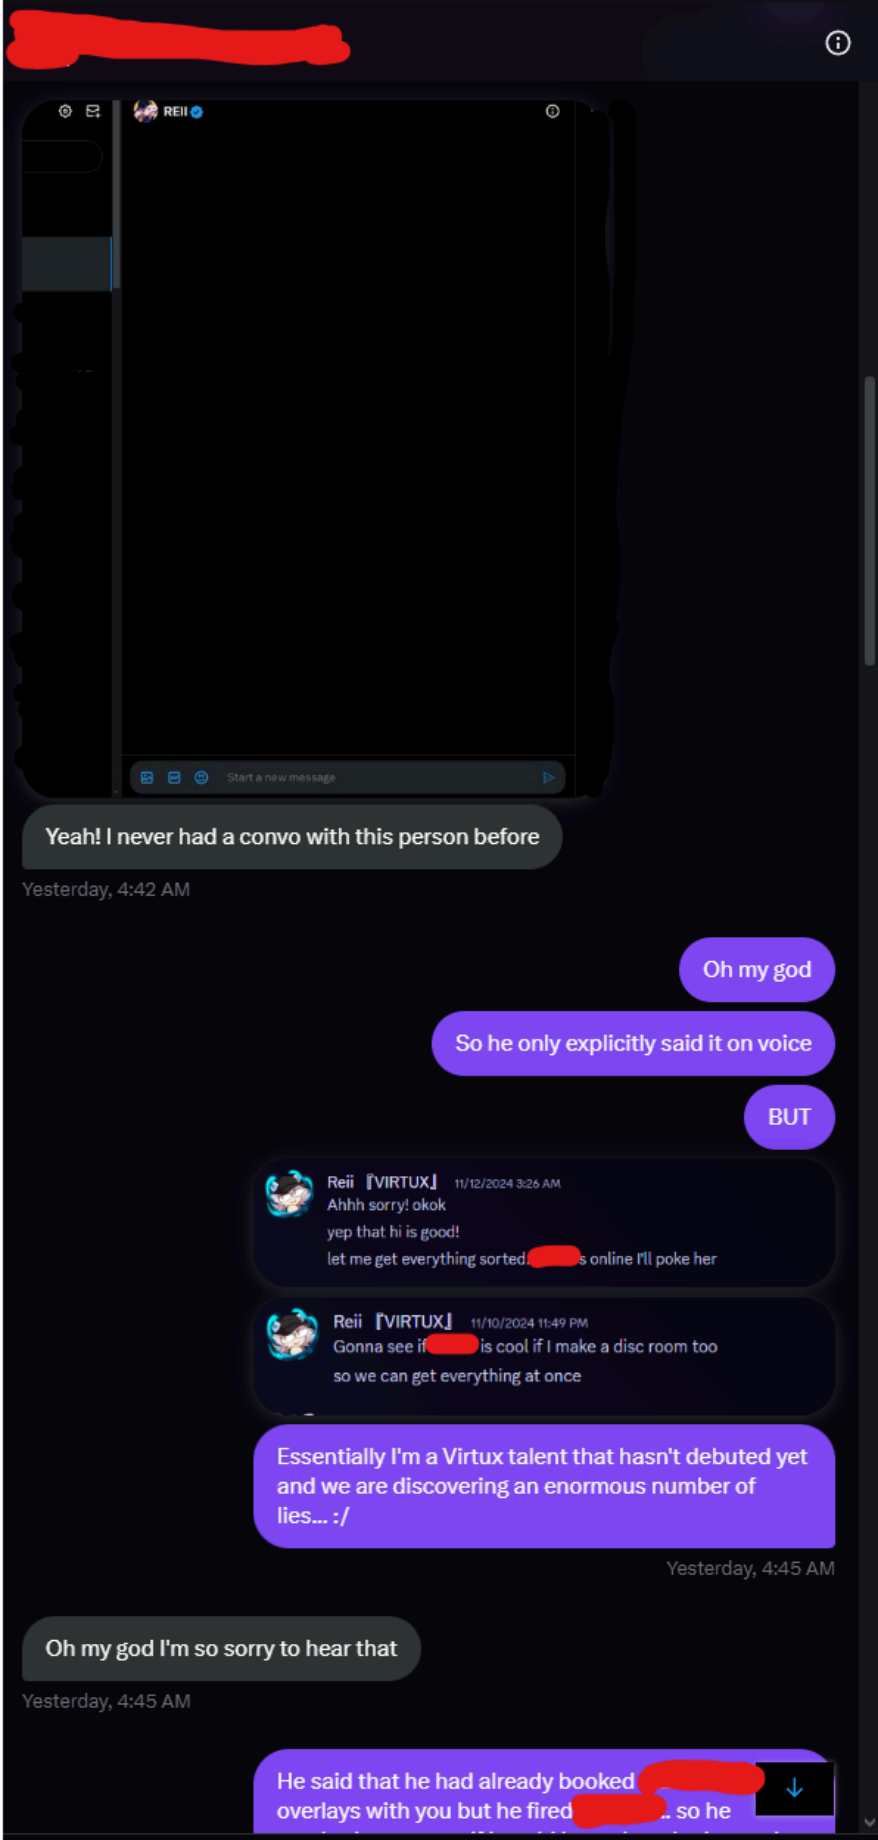 REII
Start a new message
Yeah! I never had a convo with this person before
Yesterday, 4:42 AM
Oh my god
So he only explicitly said it on voice
BUT
Reii 『VIRTUX』 11/12/2024 3:26 AM
Ahhh sorry! okok
yep that hi is good!
let me get everything sorted. s online I'll poke her
Reii 『VIRTUX』 11/10/2024 11:49 PM
Gonna see if is cool if I make a disc room too
so we can get everything at once
Essentially I'm a Virtux talent that hasn't debuted yet
and we are discovering an enormous number of
lies... :/
Yesterday, 4:45 AM
Oh my god I'm so sorry to hear that
Yesterday, 4:45 AM
He said that he had already booked
overlays with you but he fired .. so he